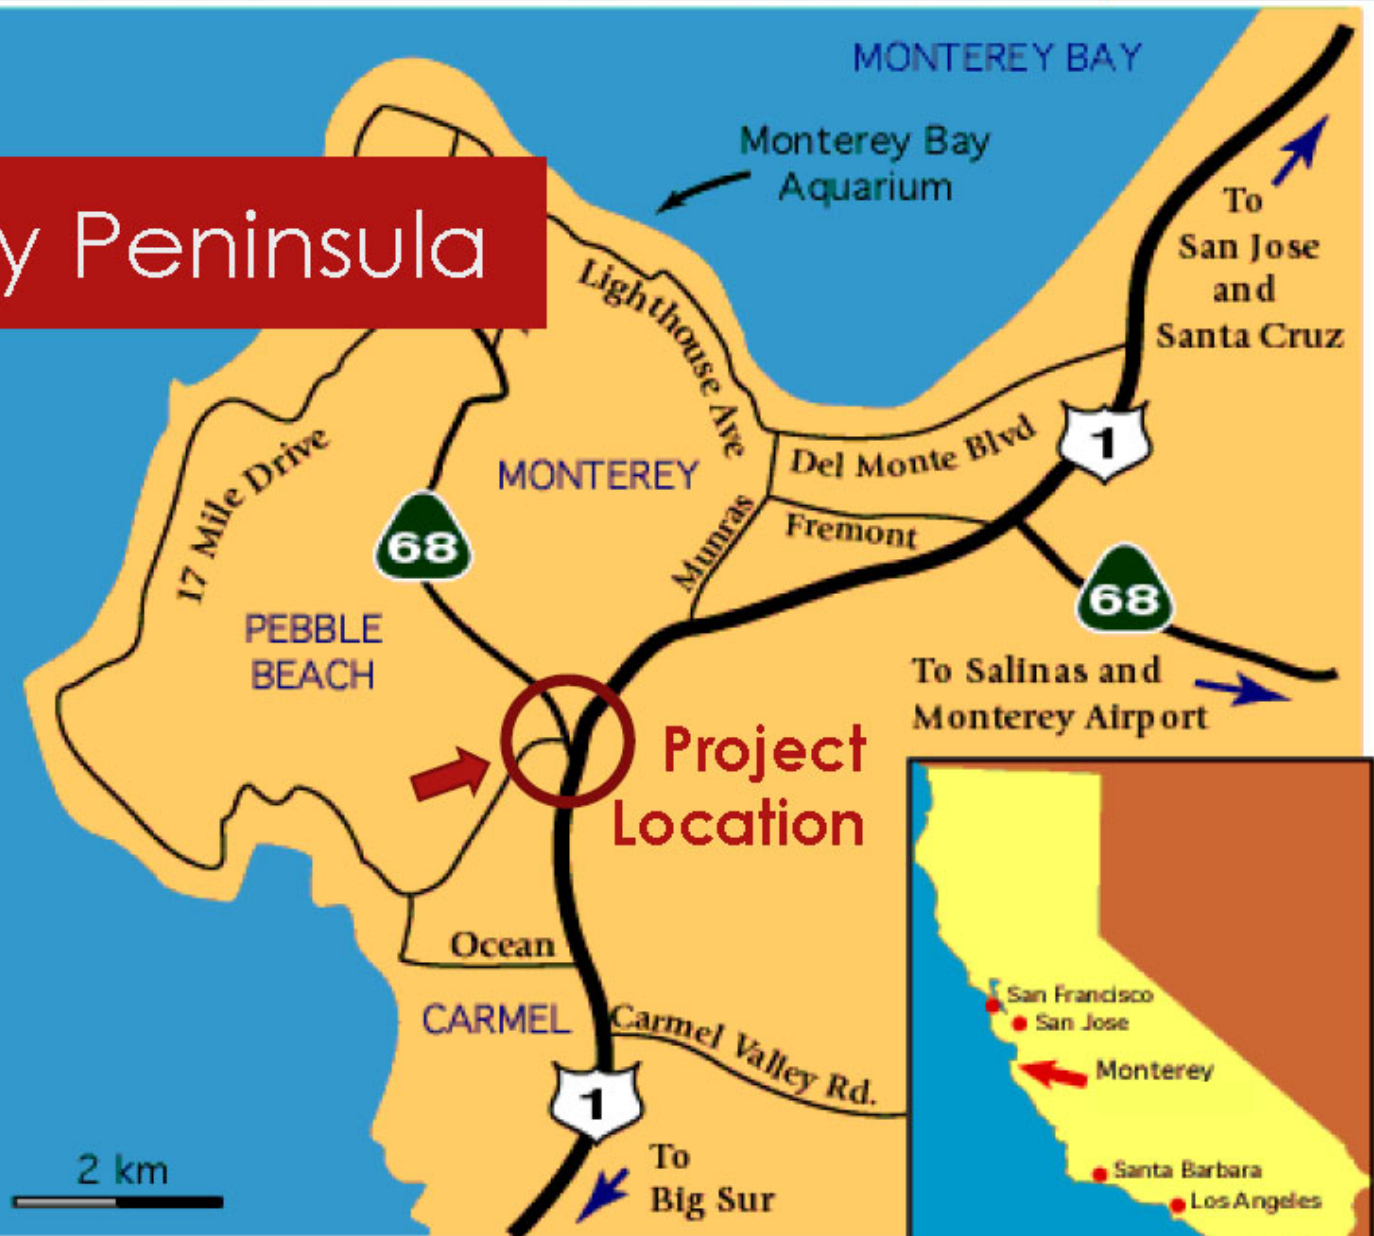 MONTEREY BAY
Monterey Bay
Aquarium
To
San Jose
and
Santa Cruz
y Peninsula
Lighthouse Ave
Del Monte Blvd
1
MONTEREY
17 Mile Drive
68
Munras
Fremont
68
PEBBLE
BEACH
To Salinas and
Monterey Airport
Project
Location
Ocean
CARMEL
Carmel Valley Rd.
1
To
Big Sur
2 km
San Francisco
San Jose
Monterey
Santa Barbara
Los Angeles